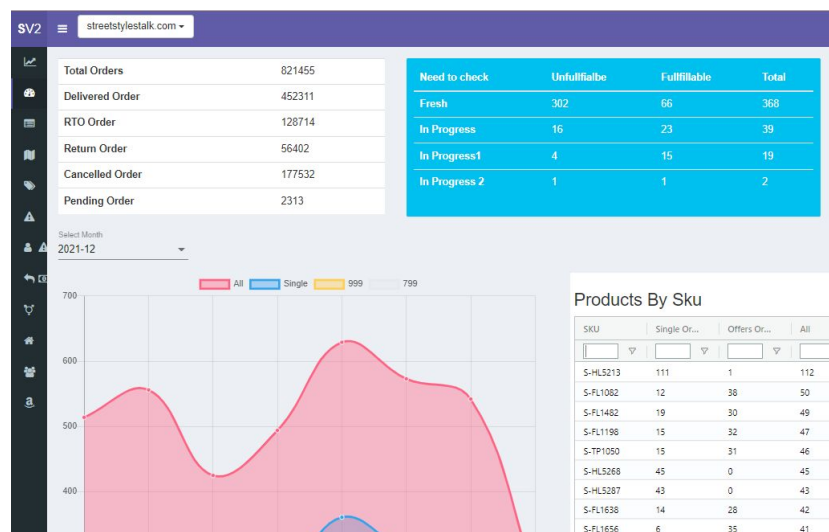 SV2 streetstylestalk.com
Total Orders 821455
Delivered Order 452311
RTO Order 128714
Return Order 56402
Cancelled Order 177532
Pending Order 2313
Need to check Unfullfialbe Fullfillable Total
Fresh 302 66 368
In Progress 16 23 39
In Progress1 4 15 19
In Progress 2 1 1 2
Select Month
2021-12
All Single 999 799
700
600
500
400
Products By Sku
SKU Single Or... Offers Or... All
S-HL5213 111 1 112
S-FL1082 12 38 50
S-FL1482 19 30 49
S-FL1198 15 32 47
S-TP1050 15 31 46
S-HL5268 45 0 45
S-HL5287 43 0 43
S-FL1638 14 28 42
S-FL1656 6 35 41